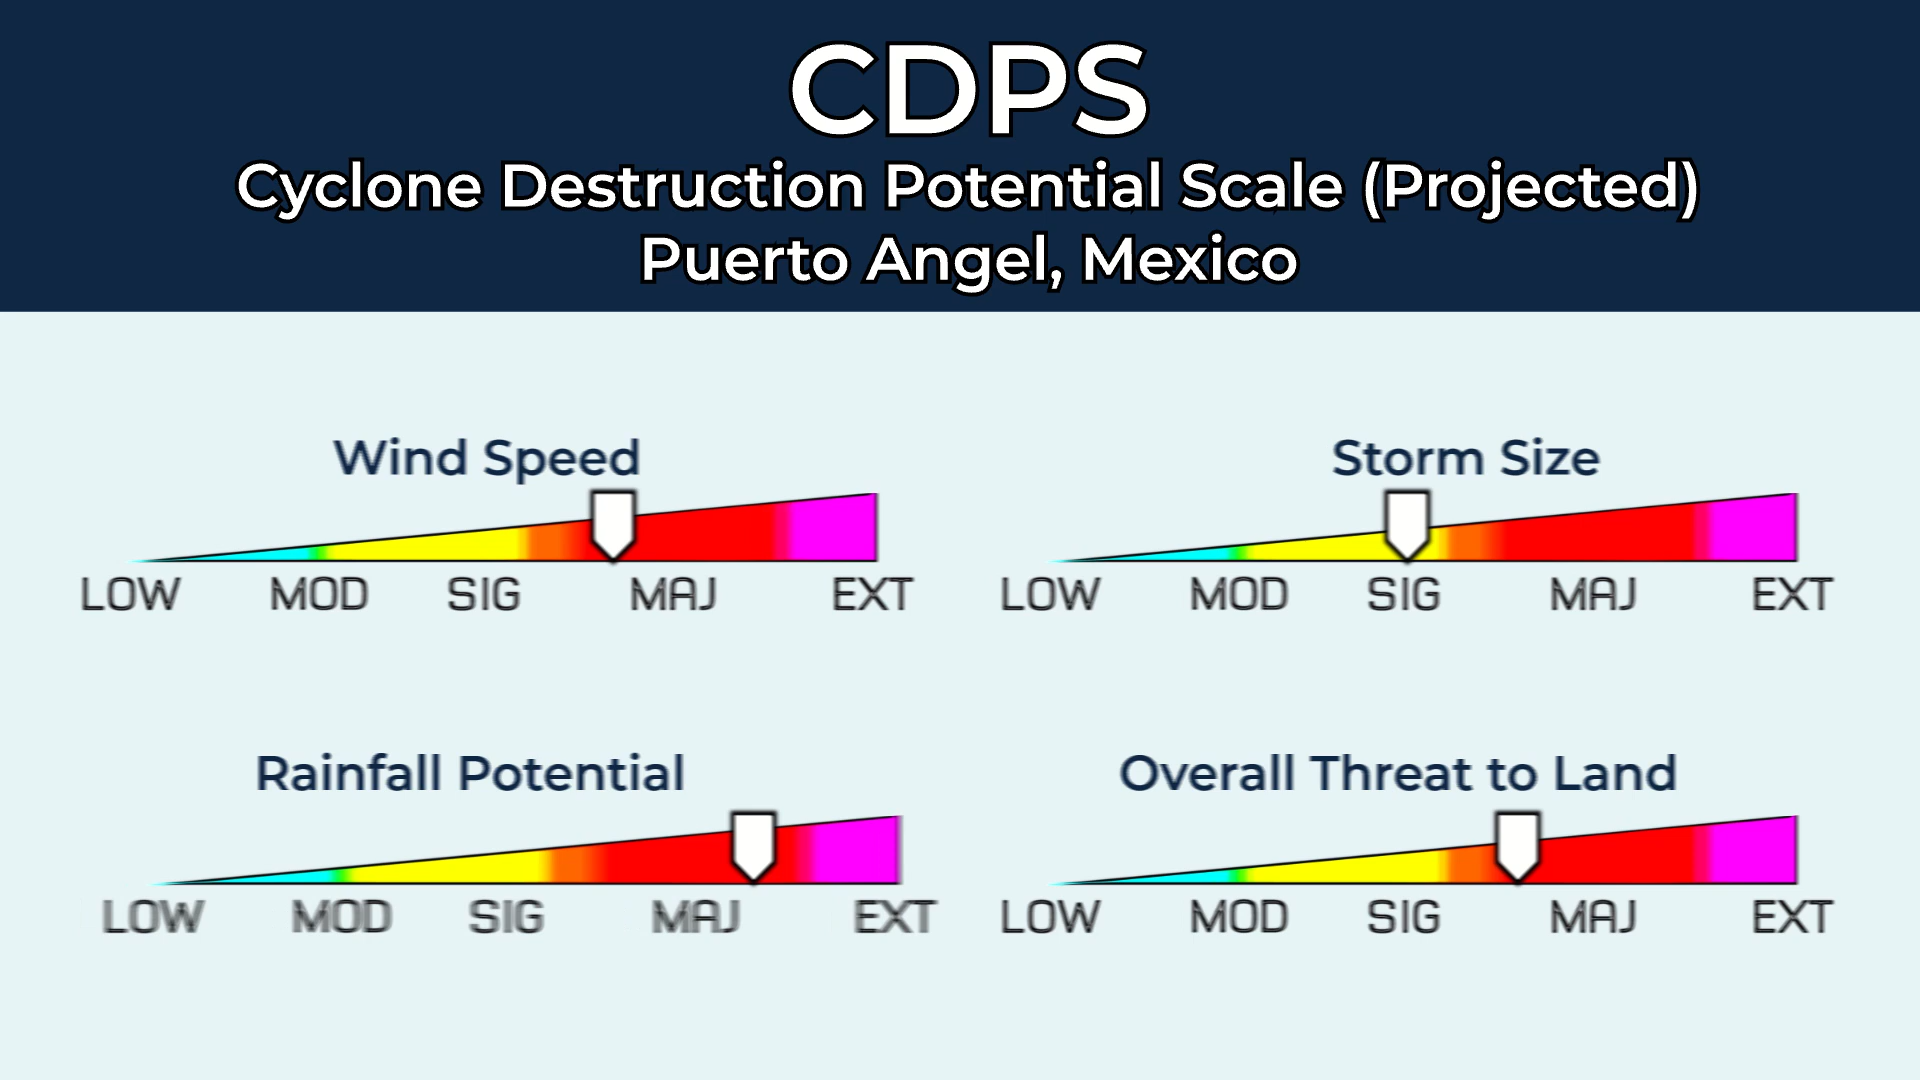 CDPS
Cyclone Destruction Potential Scale (Projected)
Puerto Angel, Mexico
Wind Speed
LOW MOD SIG MAJ EXT
Storm Size
LOW MOD SIG MAJ EXT
Rainfall Potential
LOW MOD SIG MAJ EXT
Overall Threat to Land
LOW MOD SIG MAJ EXT